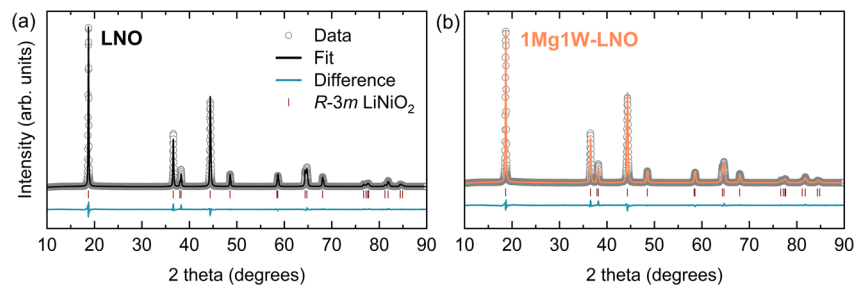 (a)
LNO
Data
Fit
Difference
R-3m LiNiO2
Intensity (arb. units)
10 20 30 40 50 60 70 80 90
2 theta (degrees)
(b)
1Mg1W-LNO
10 20 30 40 50 60 70 80 90
2 theta (degrees)